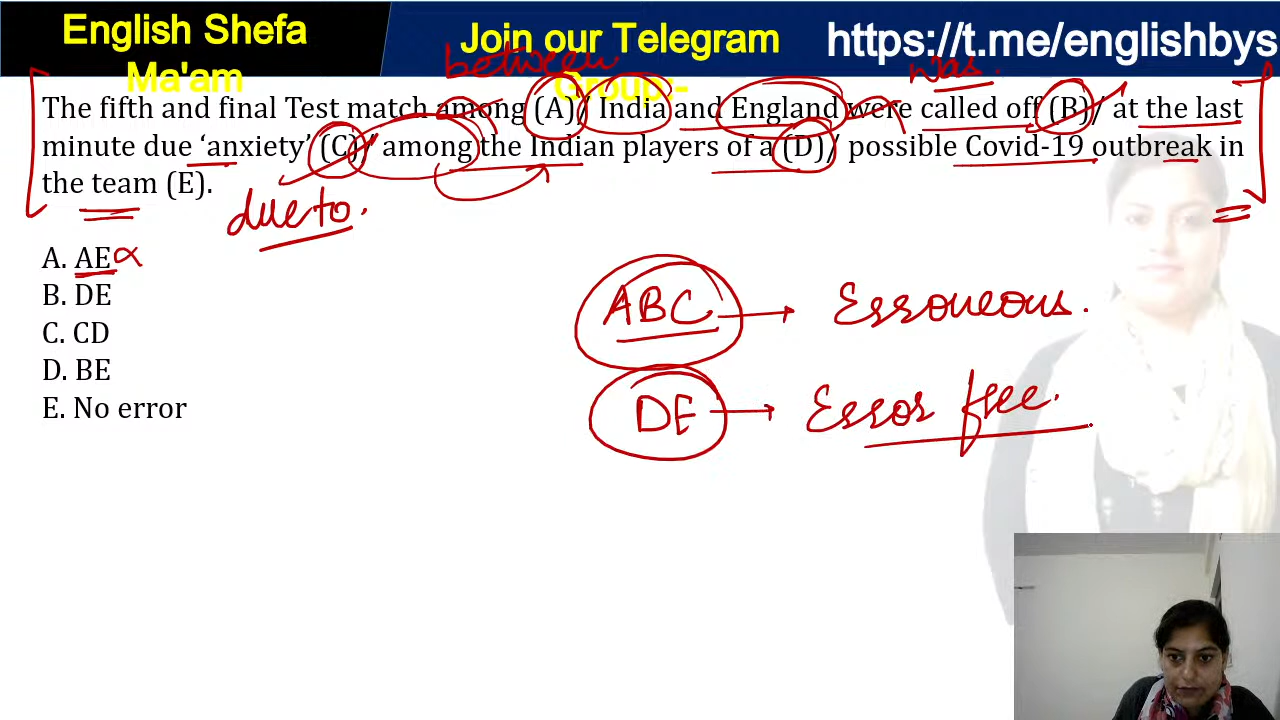 English Shefa Ma'am
Join our Telegram Group:-
https://t.me/englishbys
between
was.
The fifth and final Test match among (A)/ India and England were called off (B)/ at the last
minute due ‘anxiety’ (C)/ among the Indian players of a (D)/ possible Covid-19 outbreak in
the team (E).
due to.
A. AE
B. DE
C. CD
D. BE
E. No error
ABC → Erroneous.
DE → Error free.